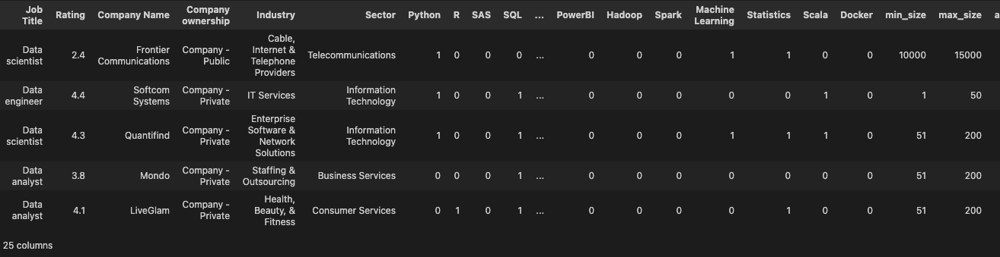 Job Title Rating Company Name Company ownership Industry Sector Python R SAS SQL ... PowerBI Hadoop Spark Machine Learning Statistics Scala Docker min_size max_size a
Data scientist 2.4 Frontier Communications Company - Public Cable, Internet & Telephone Providers Telecommunications 1 0 0 0 ... 0 0 0 1 1 0 0 10000 15000
Data engineer 4.4 Softcom Systems Company - Private IT Services Information Technology 1 0 0 1 ... 0 0 0 0 0 1 0 1 50
Data scientist 4.3 Quantifind Company - Private Enterprise Software & Network Solutions Information Technology 1 0 0 1 ... 0 0 0 1 1 1 0 51 200
Data analyst 3.8 Mondo Company - Private Staffing & Outsourcing Business Services 0 0 0 1 ... 0 0 0 0 0 0 0 51 200
Data analyst 4.1 LiveGlam Company - Private Health, Beauty, & Fitness Consumer Services 0 1 0 1 ... 0 0 0 0 1 0 0 51 200
25 columns